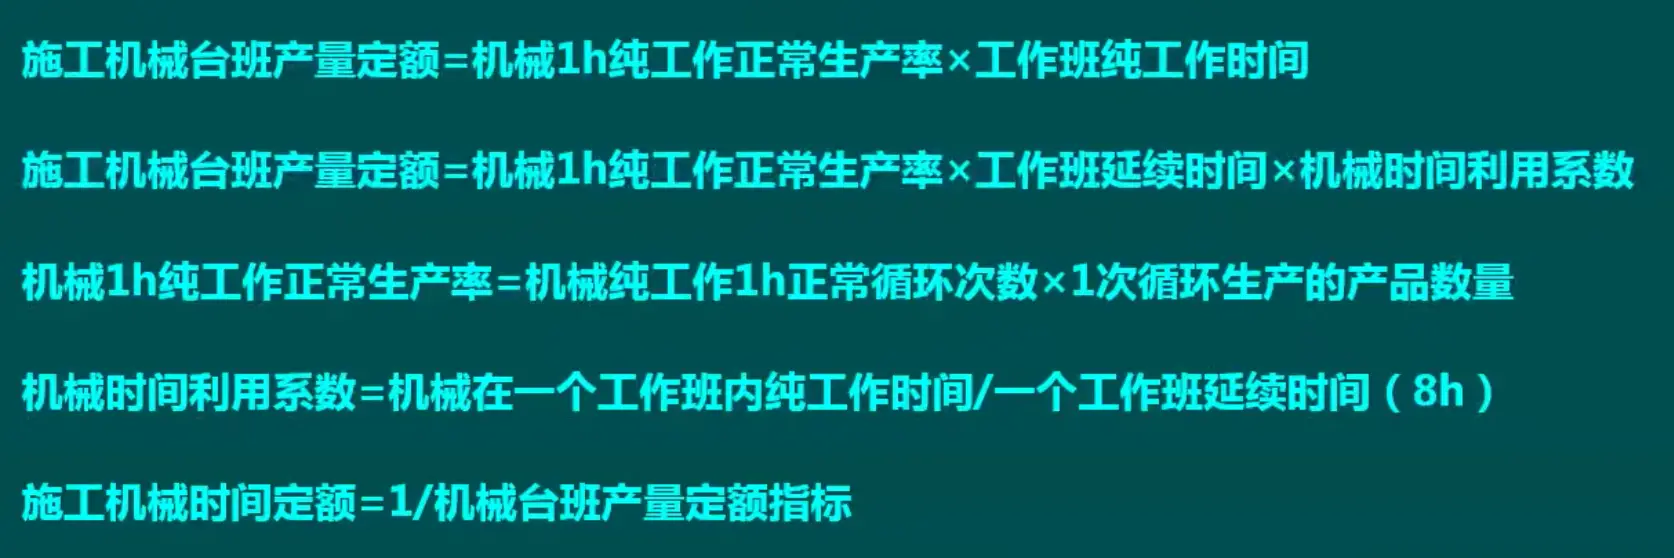 施工机械台班产量定额=机械1h纯工作正常生产率×工作班纯工作时间
施工机械台班产量定额=机械1h纯工作正常生产率×工作班延续时间×机械时间利用系数
机械1h纯工作正常生产率=机械纯工作1h正常循环次数×1次循环生产的产品数量
机械时间利用系数=机械在一个工作班内纯工作时间/一个工作班延续时间（8h）
施工机械时间定额=1/机械台班产量定额指标